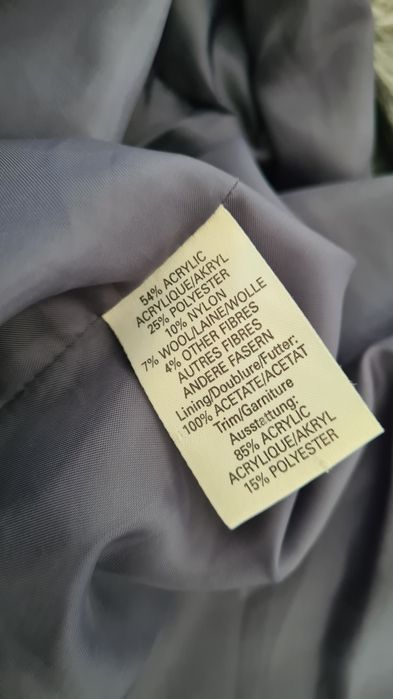 54% ACRYLIC
ACRYLIQUE/AKRYL
25% POLYESTER
10% NYLON
7% WOOL/LAINE/WOLLE
4% OTHER FIBRES
AUTRES FIBRES
ANDERE FASERN
Lining/Doublure/Futter:
100% ACETATE/ACETAT
Trim/Garniture
Ausstattung:
85% ACRYLIC
ACRYLIQUE/AKRYL
15% POLYESTER